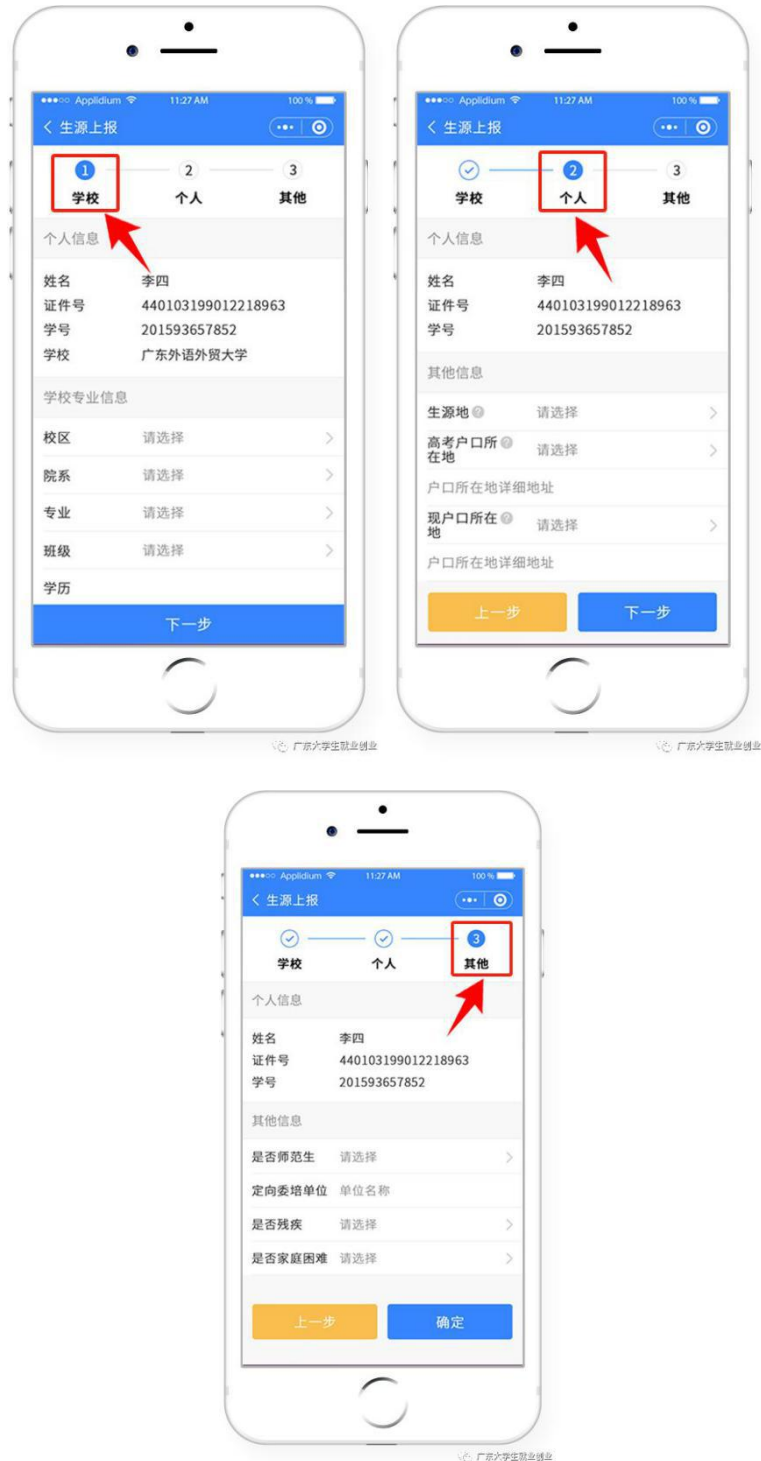 ●●●○○ Applidium 11:27 AM 100 %
生源上报
1 2 3
学校 个人 其他
个人信息
姓名 李四
证件号 440103199012218963
学号 201593657852
学校 广东外语外贸大学
学校专业信息
校区 请选择
院系 请选择
专业 请选择
班级 请选择
学历
下一步
广东大学生就业创业
●●●○○ Applidium 11:27 AM 100 %
生源上报
2 3
学校 个人 其他
个人信息
姓名 李四
证件号 440103199012218963
学号 201593657852
其他信息
生源地 ? 请选择
高考户口所 ?
在地 请选择
户口所在地详细地址
现户口所在 ?
地 请选择
户口所在地详细地址
上一步 下一步
广东大学生就业创业
●●●○○ Applidium 11:27 AM 100 %
生源上报
3
学校 个人 其他
个人信息
姓名 李四
证件号 440103199012218963
学号 201593657852
其他信息
是否师范生 请选择
定向委培单位 单位名称
是否残疾 请选择
是否家庭困难 请选择
上一步 确定
广东大学生就业创业